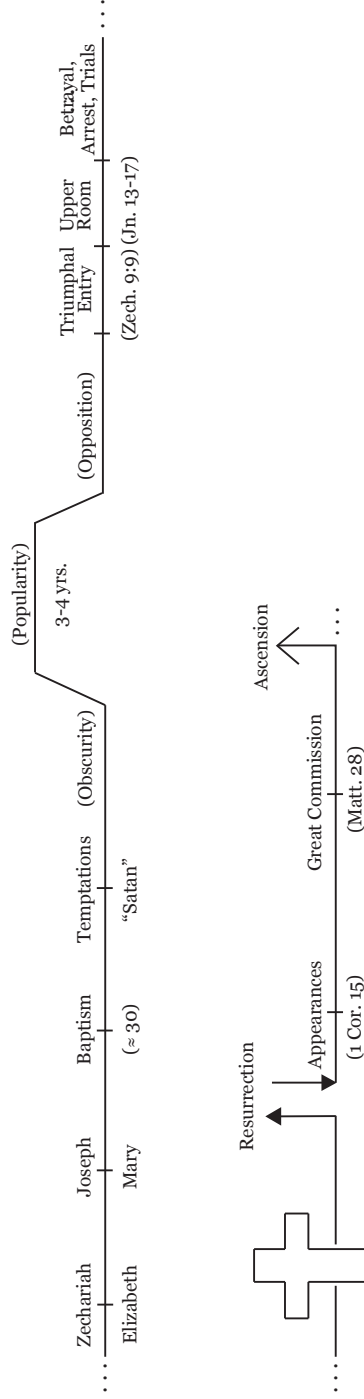 (Popularity)
3-4 yrs.
Zechariah
Elizabeth
Joseph
Mary
Baptism
(≈ 30)
Temptations
“Satan”
(Obscurity)
(Opposition)
Triumphal
Entry
(Zech. 9:9)
Upper
Room
(Jn. 13-17)
Betrayal,
Arrest, Trials
. . . .
. . .
Resurrection
Appearances
(1 Cor. 15)
Great Commission
(Matt. 28)
Ascension
. . . .
. . .